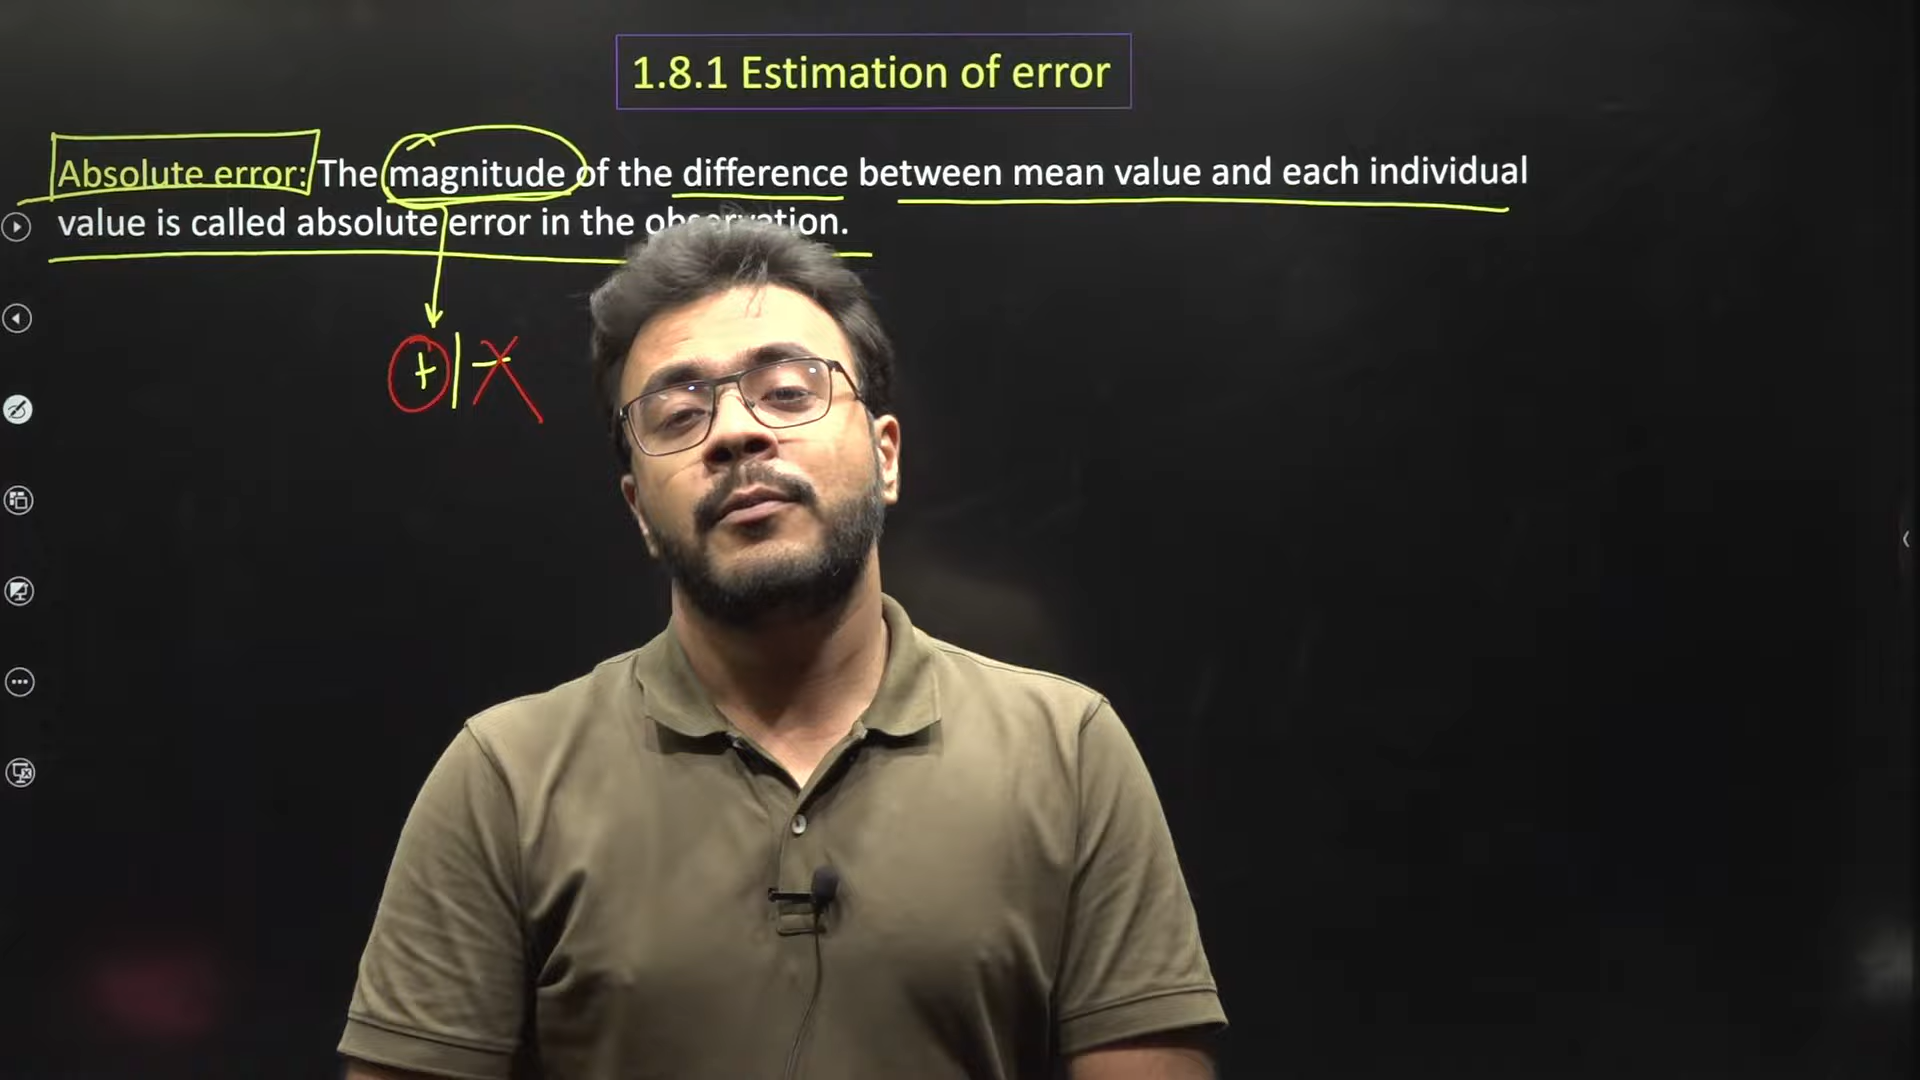 1.8.1 Estimation of error
Absolute error: The magnitude of the difference between mean value and each individual
value is called absolute error in the observation.
+ | -